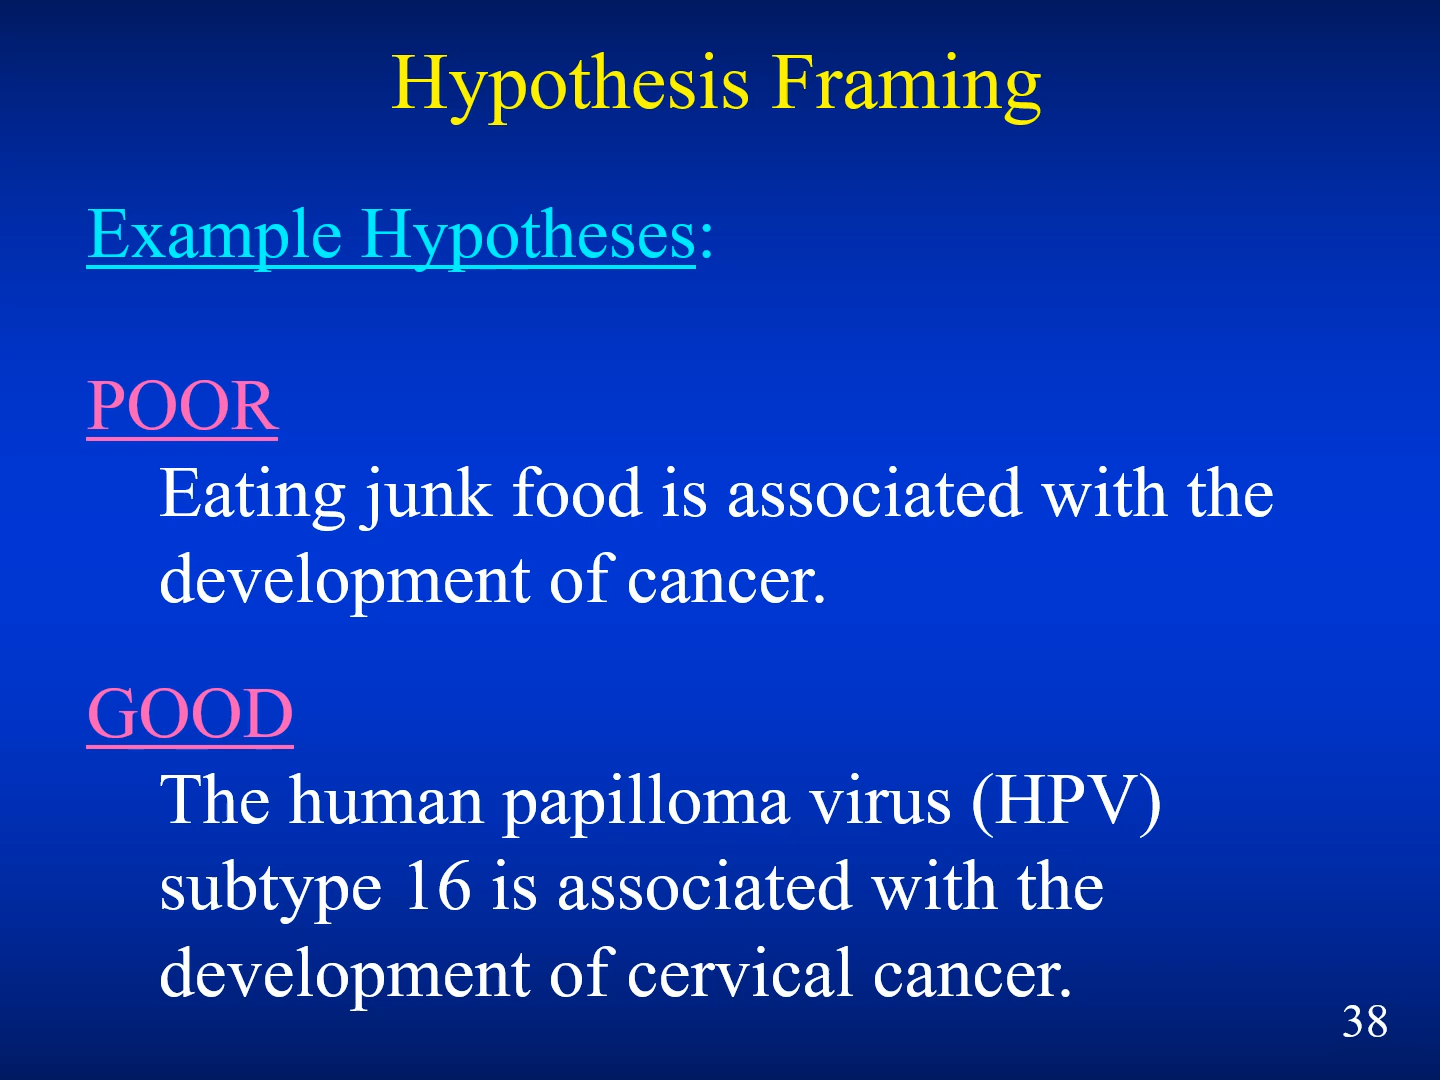 Hypothesis Framing
Example Hypotheses:
POOR
Eating junk food is associated with the
development of cancer.
GOOD
The human papilloma virus (HPV)
subtype 16 is associated with the
development of cervical cancer.
38